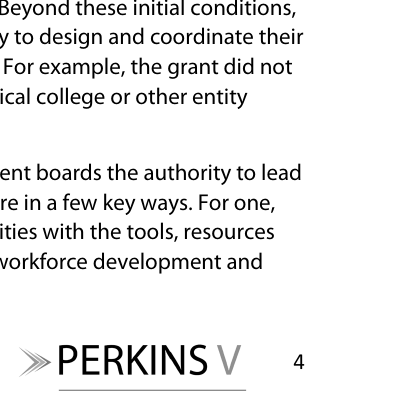 Beyond these initial conditions,
y to design and coordinate their
For example, the grant did not
ical college or other entity
ent boards the authority to lead
re in a few key ways. For one,
ities with the tools, resources
workforce development and
PERKINS V 4